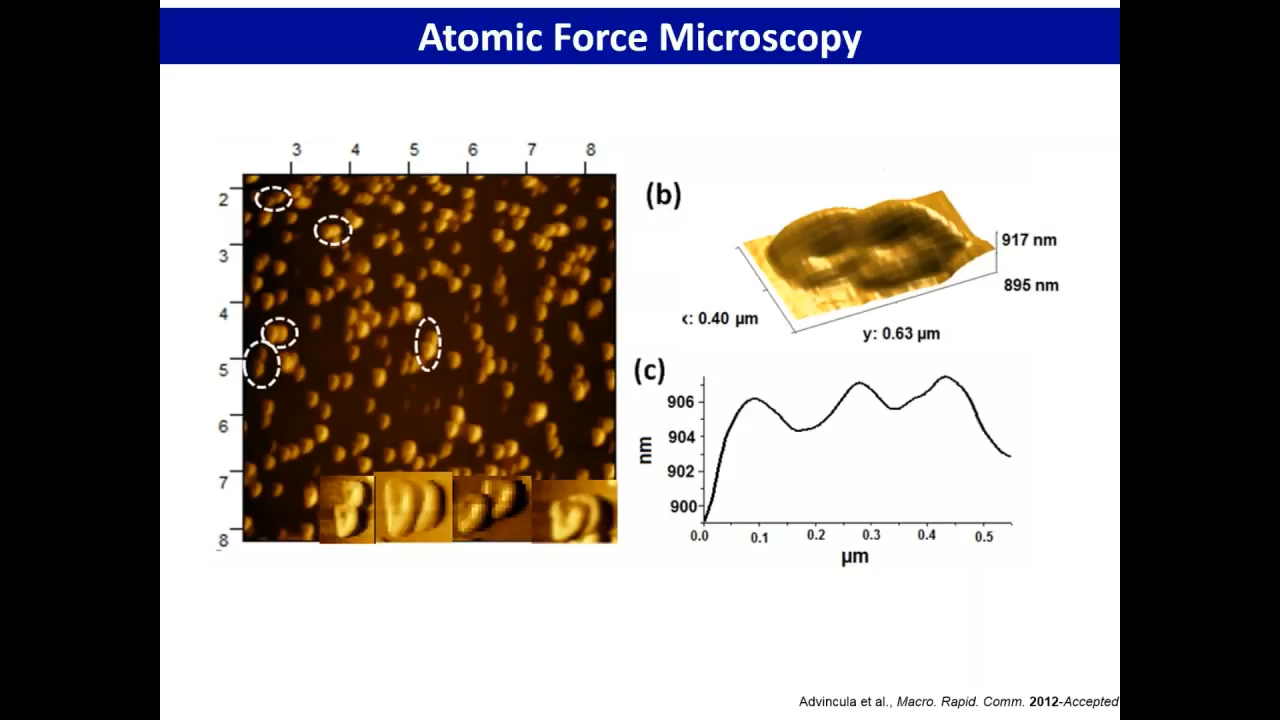 Atomic Force Microscopy
3 4 5 6 7 8
2
3
4
5
6
7
8
(b)
917 nm
895 nm
x: 0.40 µm
y: 0.63 µm
(c)
906
904
902
900
nm
0.0 0.1 0.2 0.3 0.4 0.5
µm
Advincula et al., Macro. Rapid. Comm. 2012-Accepted